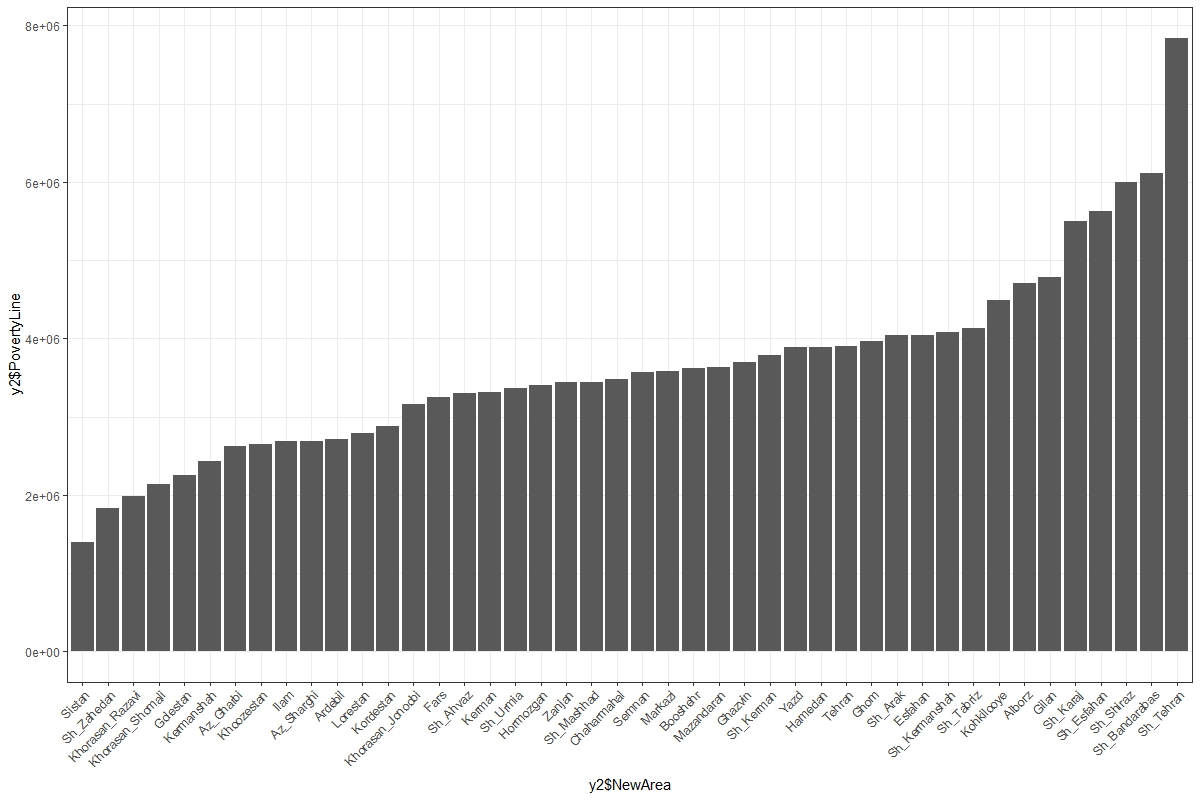 8e+06
6e+06
4e+06
2e+06
0e+00
y2$PovertyLine
Sistan
Sh_Zahedan
Khorasan_Razavi
Khorasan_Shomali
Golestan
Kermanshah
Az_Gharbi
Khoozestan
Ilam
Az_Sharghi
Ardebil
Lorestan
Kordestan
Khorasan_Jonoobi
Fars
Sh_Ahvaz
Kerman
Sh_Urmia
Hormozgan
Zanjan
Sh_Mashhad
Chaharmahal
Semnan
Markazi
Booshehr
Mazandaran
Ghazvin
Sh_Kerman
Yazd
Hamedan
Tehran
Ghom
Sh_Arak
Esfahan
Sh_Kermanshah
Sh_Tabriz
Kohkilooye
Alborz
Gilan
Sh_Karaj
Sh_Esfahan
Sh_Shiraz
Sh_Bandarabas
Sh_Tehran
y2$NewArea